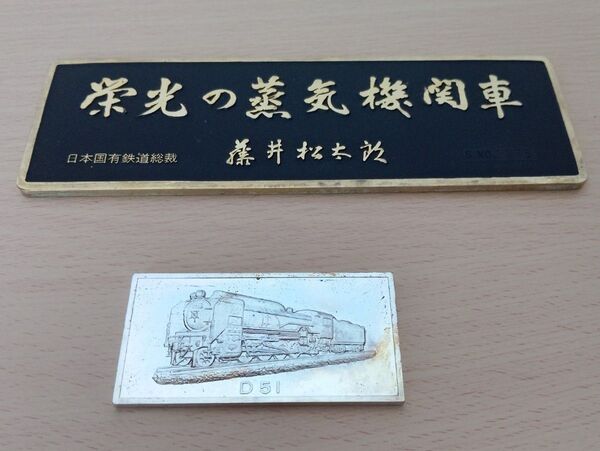 栄光の蒸気機関車
日本国有鉄道総裁 藤井松太郎
D51